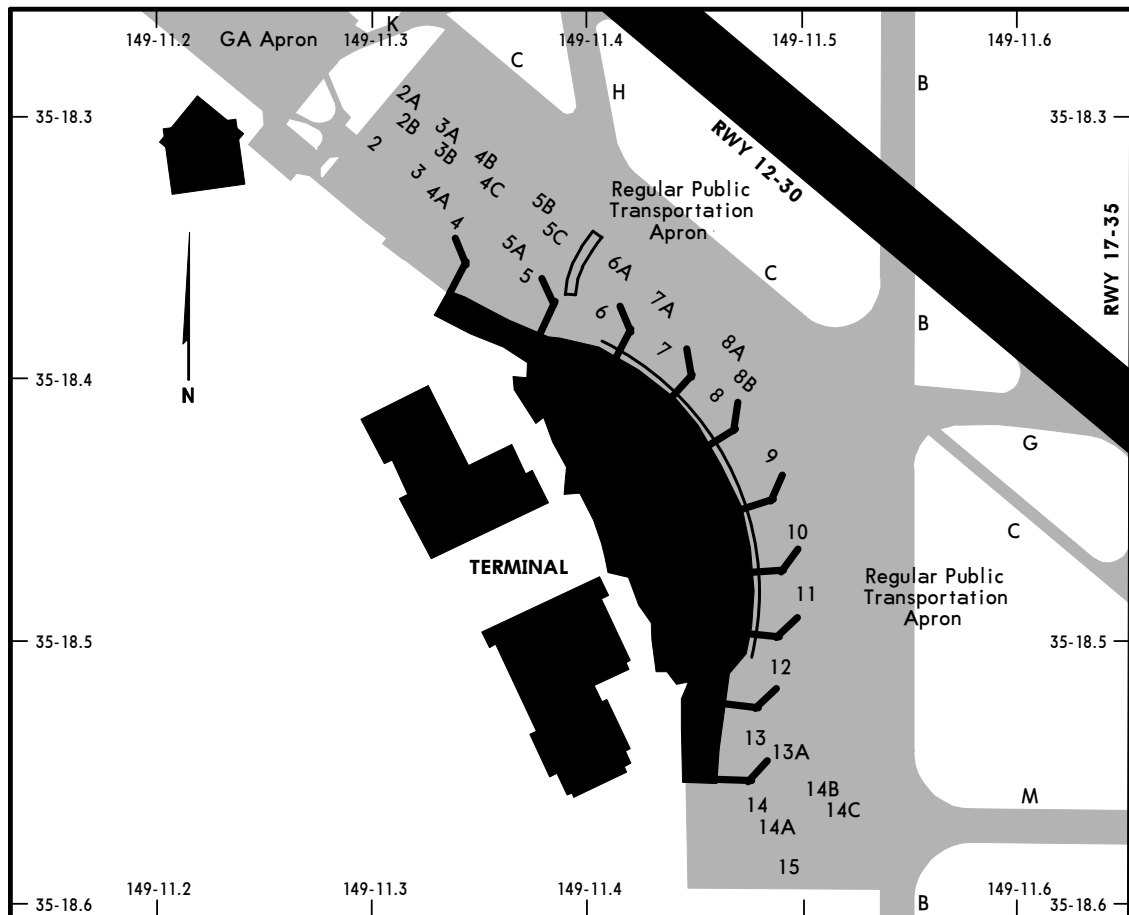 K
149-11.2
GA Apron
149-11.3
149-11.4
149-11.5
149-11.6
C
B
H
35-18.3
35-18.3
2A
2B
3A
2
3B
4B
RWY 12-30
3
4C
4A
5B
Regular Public
Transportation
Apron
4
5C
5A
RWY 17-35
5
6A
C
6
7A
B
7
8A
8B
35-18.4
35-18.4
N
8
9
G
10
C
TERMINAL
Regular Public
Transportation
Apron
11
35-18.5
35-18.5
12
13
13A
14B
M
14
14C
14A
15
149-11.2
149-11.3
149-11.4
149-11.5
149-11.6
35-18.6
B
35-18.6